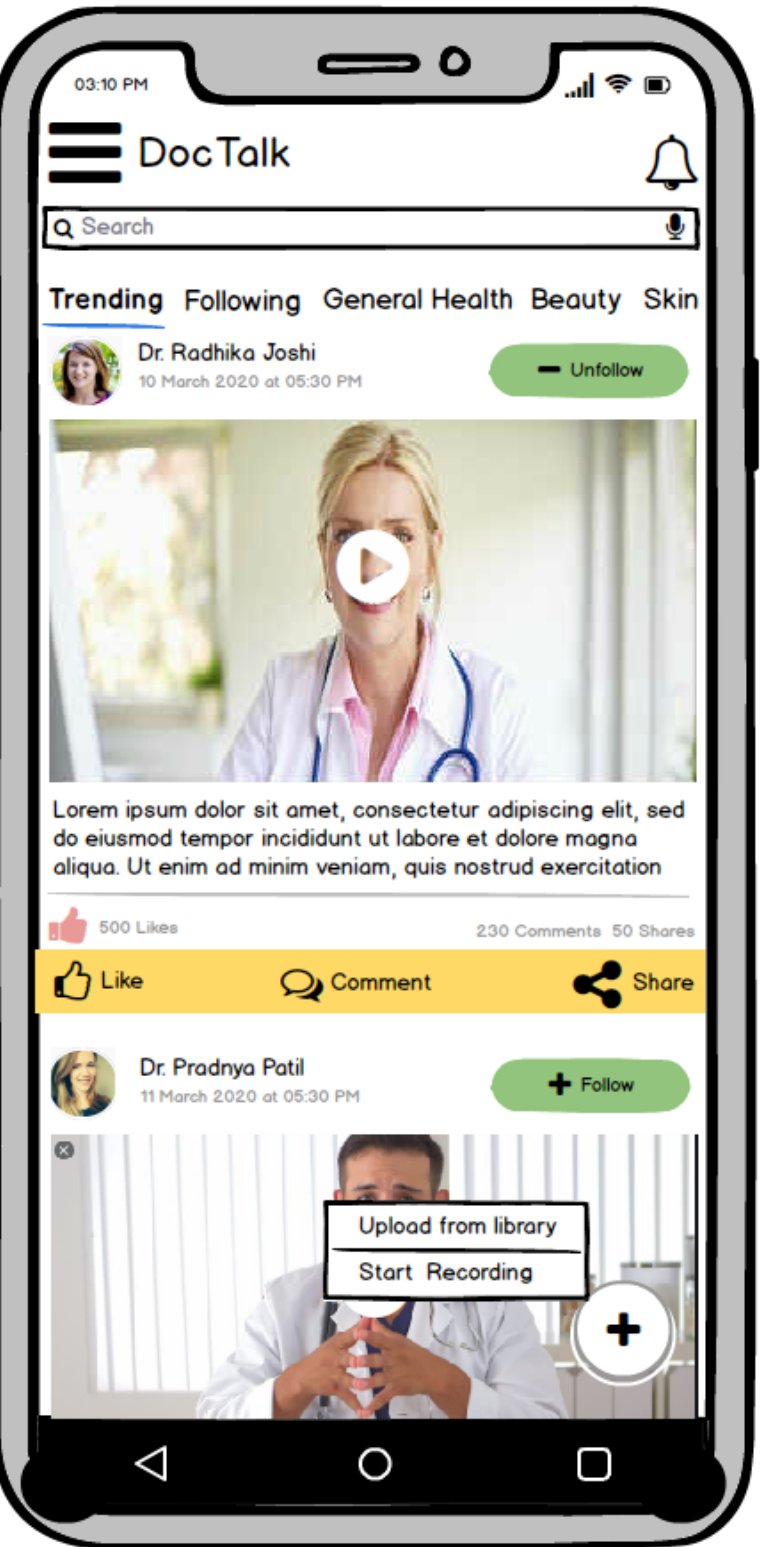 03:10 PM
DocTalk
Search
Trending Following General Health Beauty Skin
Dr. Radhika Joshi
10 March 2020 at 05:30 PM
Unfollow
Lorem ipsum dolor sit amet, consectetur adipiscing elit, sed
do eiusmod tempor incididunt ut labore et dolore magna
aliqua. Ut enim ad minim veniam, quis nostrud exercitation
500 Likes
230 Comments 50 Shares
Like Comment Share
Dr. Pradnya Patil
11 March 2020 at 05:30 PM
Follow
Upload from library
Start Recording